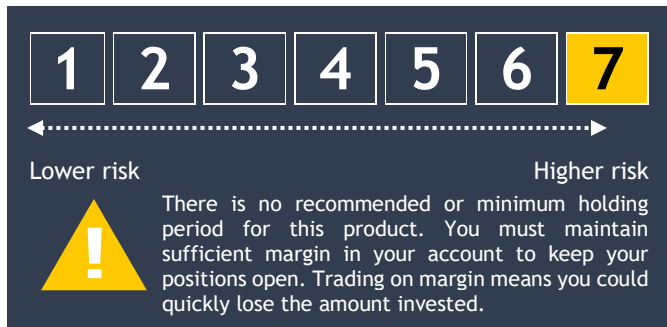 1 2 3 4 5 6 7
Lower risk Higher risk
!
There is no recommended or minimum holding
period for this product. You must maintain
sufficient margin in your account to keep your
positions open. Trading on margin means you could
quickly lose the amount invested.